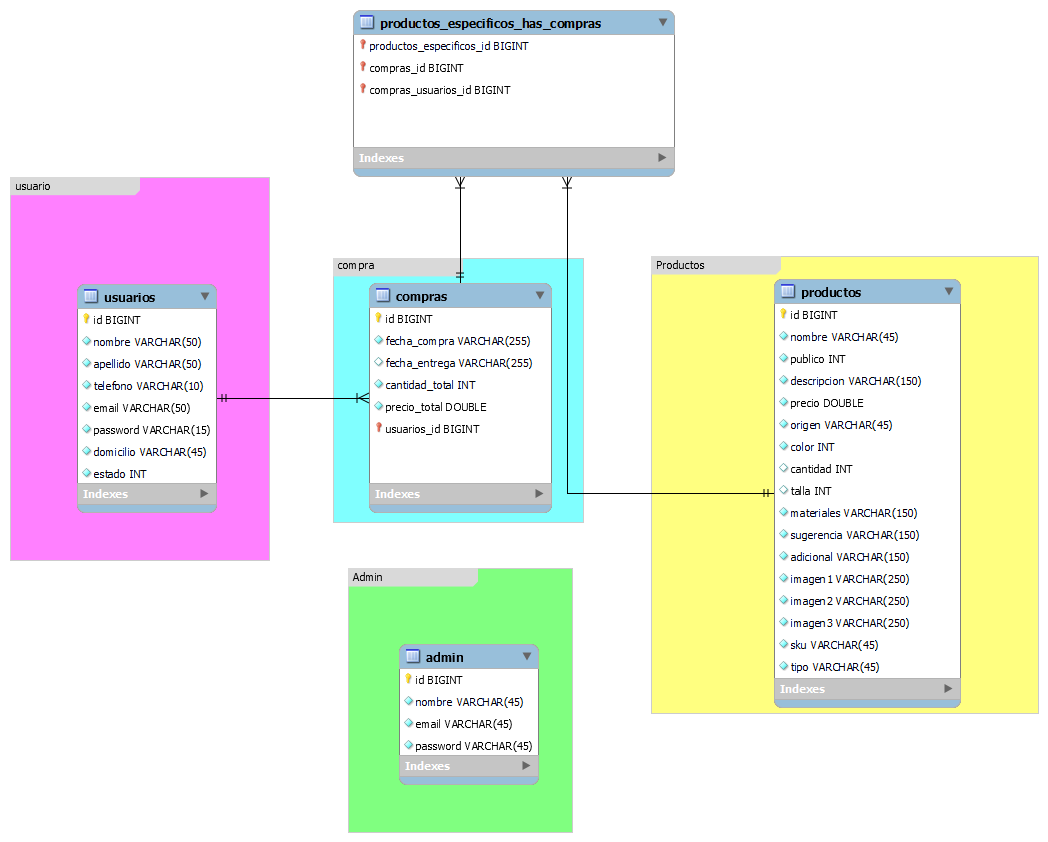 productos_especificos_has_compras
productos_especificos_id BIGINT
compras_id BIGINT
compras_usuarios_id BIGINT
Indexes
usuario
usuarios
id BIGINT
nombre VARCHAR(50)
apellido VARCHAR(50)
telefono VARCHAR(10)
email VARCHAR(50)
password VARCHAR(15)
domicilio VARCHAR(45)
estado INT
Indexes
compra
compras
id BIGINT
fecha_compra VARCHAR(255)
fecha_entrega VARCHAR(255)
cantidad_total INT
precio_total DOUBLE
usuarios_id BIGINT
Indexes
Productos
productos
id BIGINT
nombre VARCHAR(45)
publico INT
descripcion VARCHAR(150)
precio DOUBLE
origen VARCHAR(45)
color INT
cantidad INT
talla INT
materiales VARCHAR(150)
sugerencia VARCHAR(150)
adicional VARCHAR(150)
imagen1 VARCHAR(250)
imagen2 VARCHAR(250)
imagen3 VARCHAR(250)
sku VARCHAR(45)
tipo VARCHAR(45)
Indexes
Admin
admin
id BIGINT
nombre VARCHAR(45)
email VARCHAR(45)
password VARCHAR(45)
Indexes